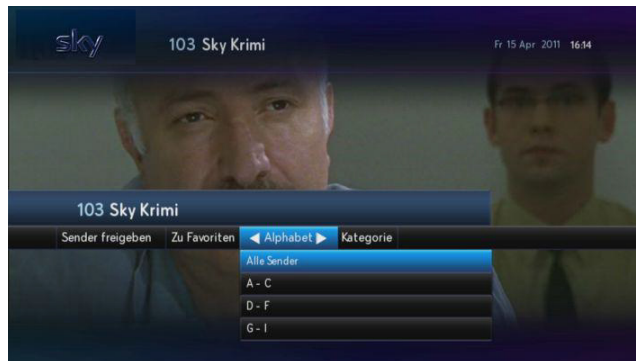 sky
103 Sky Krimi
Fr 15 Apr 2011 16:14
103 Sky Krimi
Sender freigeben Zu Favoriten ◀ Alphabet ▶ Kategorie
Alle Sender
A - C
D - F
G - I